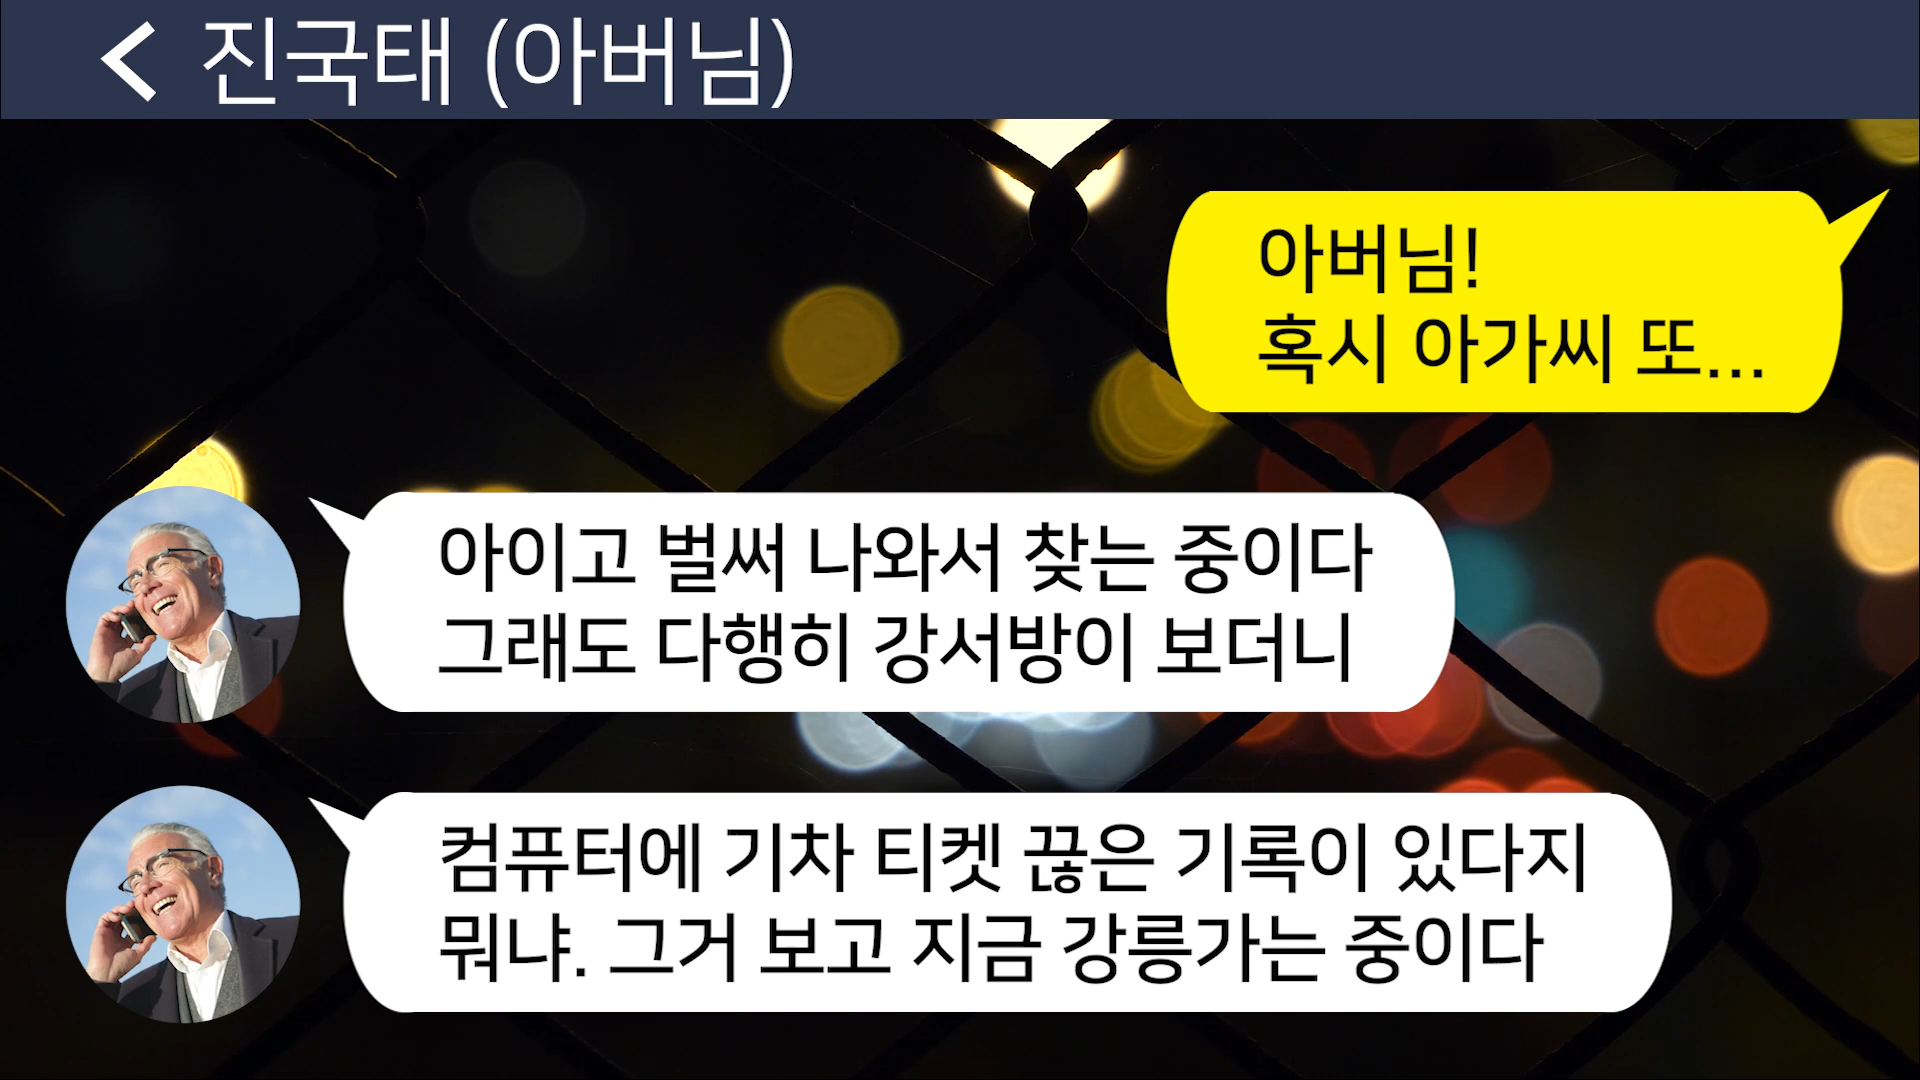 진국태 (아버님)
아버님!
혹시 아가씨 또...
아이고 벌써 나와서 찾는 중이다
그래도 다행히 강서방이 보더니
컴퓨터에 기차 티켓 끊은 기록이 있다지
뭐냐. 그거 보고 지금 강릉가는 중이다